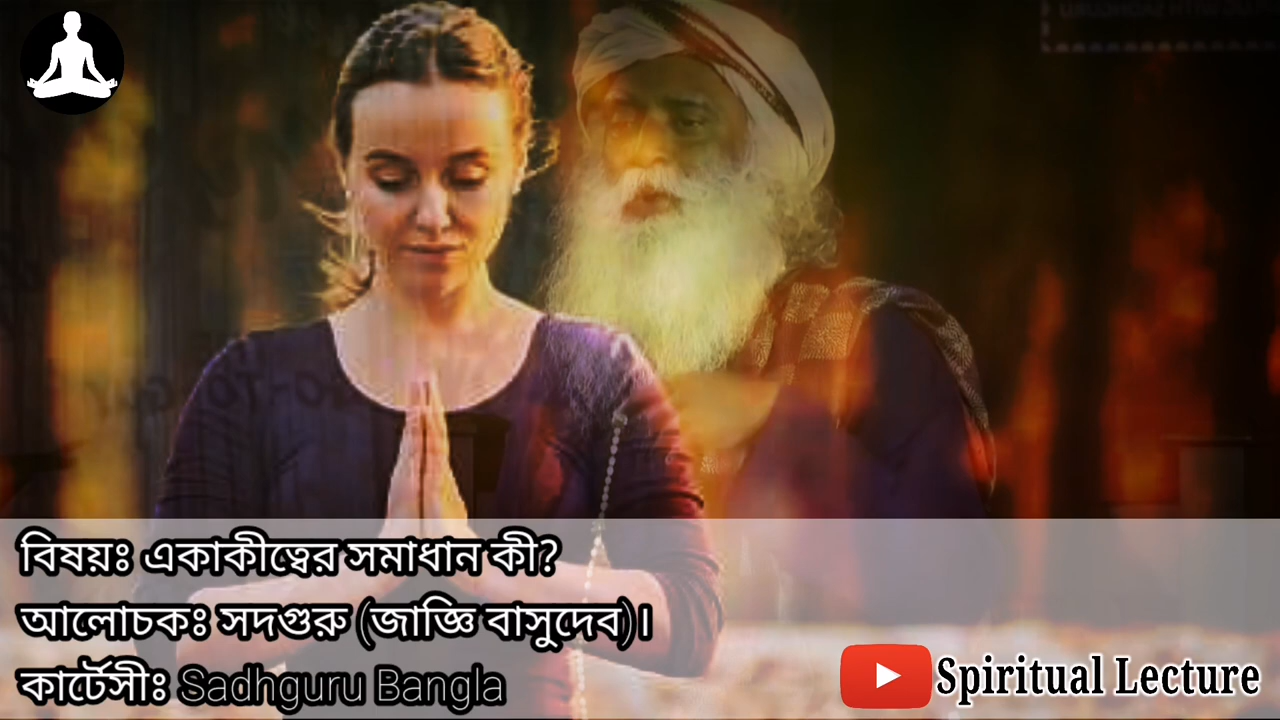 বিষয়ঃ একাকীত্বের সমাধান কী?
আলোচকঃ সদগুরু (জাজ্ঞি বাসুদেব)।
কার্টেসীঃ Sadhguru Bangla
Spiritual Lecture